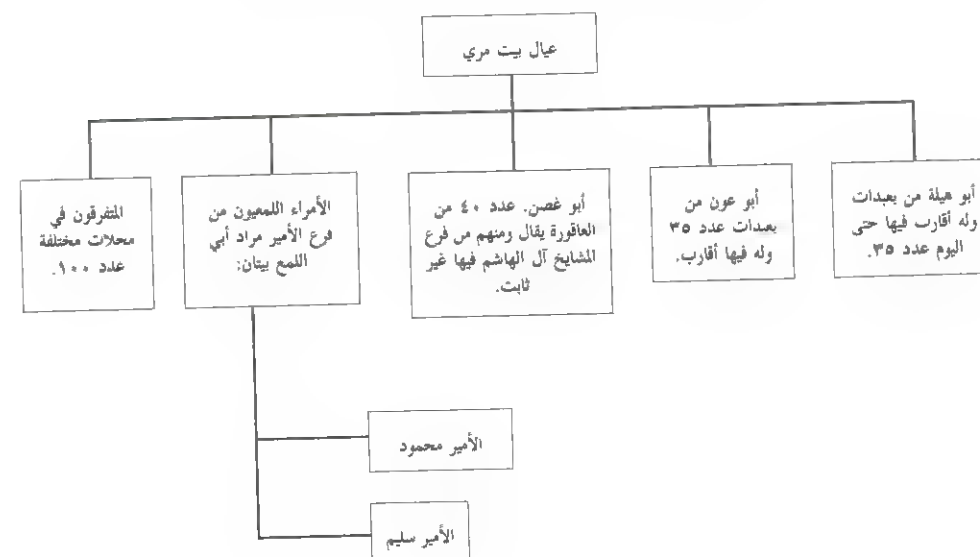 عيال بيت مري
أبو هيلة من بعبدات
وله أقارب فيها حتى
اليوم عدد ٣٥.
أبو عون من
بعبدات عدد ٣٥
وله فيها أقارب.
أبو غصن. عدد ٤٠ من
العاقورة يقال ومنهم من فرع
المشايخ آل الهاشم فيها غير
ثابت.
الأمراء اللمعيون من
فرع الأمير مراد أبي
اللمع بيتان:
المتفرقون في
محلات مختلفة
عدد ١٠٠.
الأمير محمود
الأمير سليم